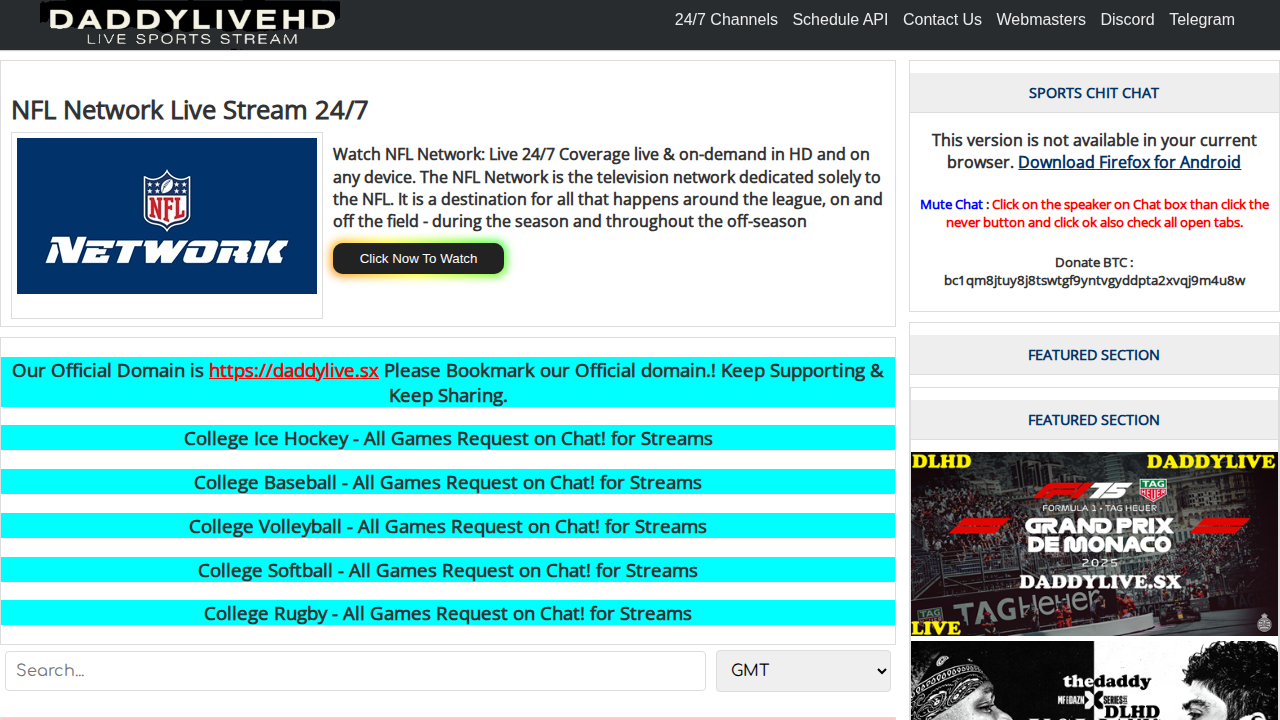 DADDYLIVEHD
LIVE SPORTS STREAM
24/7 Channels Schedule API Contact Us Webmasters Discord Telegram
NFL Network Live Stream 24/7
NFL
NETWORK
Watch NFL Network: Live 24/7 Coverage live & on-demand in HD and on
any device. The NFL Network is the television network dedicated solely to
the NFL. It is a destination for all that happens around the league, on and
off the field - during the season and throughout the off-season
Click Now To Watch
Our Official Domain is https://daddylive.sx Please Bookmark our Official domain.! Keep Supporting &
Keep Sharing.
College Ice Hockey - All Games Request on Chat! for Streams
College Baseball - All Games Request on Chat! for Streams
College Volleyball - All Games Request on Chat! for Streams
College Softball - All Games Request on Chat! for Streams
College Rugby - All Games Request on Chat! for Streams
Search...
GMT
SPORTS CHIT CHAT
This version is not available in your current
browser. Download Firefox for Android
Mute Chat : Click on the speaker on Chat box than click the
never button and click ok also check all open tabs.
Donate BTC :
bc1qm8jtuy8j8tswtgf9yntvgyddpta2xvqj9m4u8w
FEATURED SECTION
FEATURED SECTION
DLHD DADDYLIVE
F1 75 TAG HEUER
FORMULA 1 • TAG HEUER
GRAND PRIX
DE MONACO
2025
DADDYLIVE.SX
TAGHeuer
LIVE
thedaddy
MF|DAZN X SERIES
DLHD